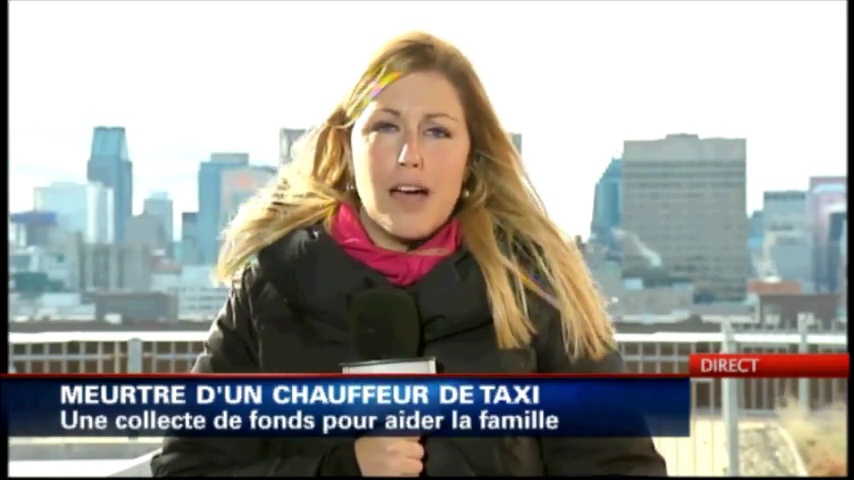 DIRECT
MEURTRE D'UN CHAUFFEUR DE TAXI
Une collecte de fonds pour aider la famille